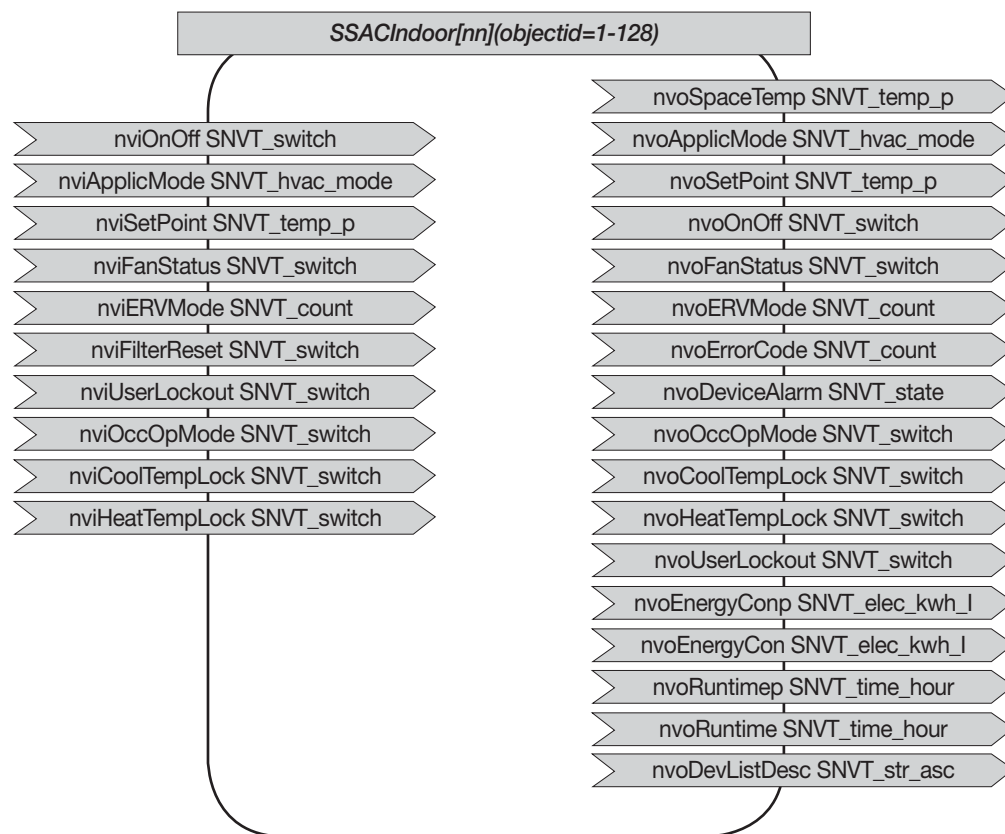 SSACIndoor[nn](objectid=1-128)
nviOnOff SNVT_switch
nviApplicMode SNVT_hvac_mode
nviSetPoint SNVT_temp_p
nviFanStatus SNVT_switch
nviERVMode SNVT_count
nviFilterReset SNVT_switch
nviUserLockout SNVT_switch
nviOccOpMode SNVT_switch
nviCoolTempLock SNVT_switch
nviHeatTempLock SNVT_switch
nvoSpaceTemp SNVT_temp_p
nvoApplicMode SNVT_hvac_mode
nvoSetPoint SNVT_temp_p
nvoOnOff SNVT_switch
nvoFanStatus SNVT_switch
nvoERVMode SNVT_count
nvoErrorCode SNVT_count
nvoDeviceAlarm SNVT_state
nvoOccOpMode SNVT_switch
nvoCoolTempLock SNVT_switch
nvoHeatTempLock SNVT_switch
nvoUserLockout SNVT_switch
nvoEnergyConp SNVT_elec_kwh_l
nvoEnergyCon SNVT_elec_kwh_l
nvoRuntimep SNVT_time_hour
nvoRuntime SNVT_time_hour
nvoDevListDesc SNVT_str_asc